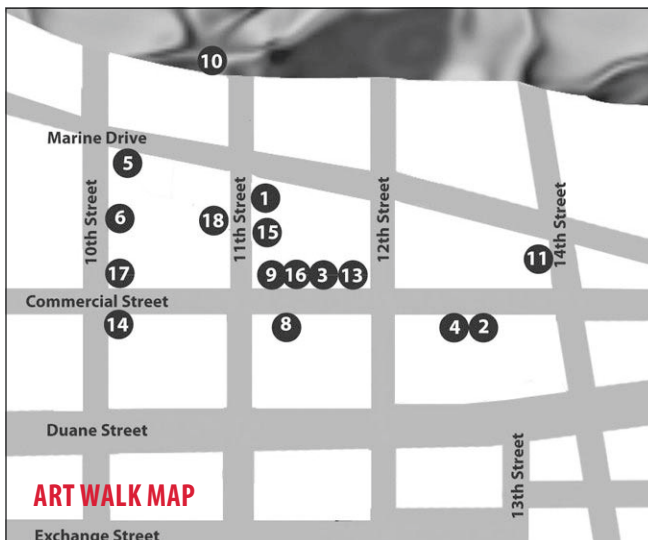 10
Marine Drive
5
10th Street
6
18
11th Street
1
15
12th Street
11
14th Street
17
9
16
3
13
Commercial Street
14
8
4
2
Duane Street
13th Street
ART WALK MAP
Exchange Street